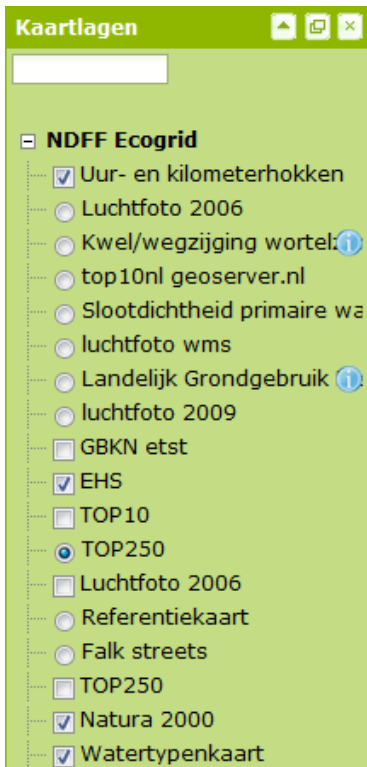 Kaartlagen
NDFF Ecogrid
Uur- en kilometerhokken
Luchtfoto 2006
Kwel/wegzijging wortelz
top10nl geoserver.nl
Slootdichtheid primaire wa
luchtfoto wms
Landelijk Grondgebruik
luchtfoto 2009
GBKN etst
EHS
TOP10
TOP250
Luchtfoto 2006
Referentiekaart
Falk streets
TOP250
Natura 2000
Watertypenkaart